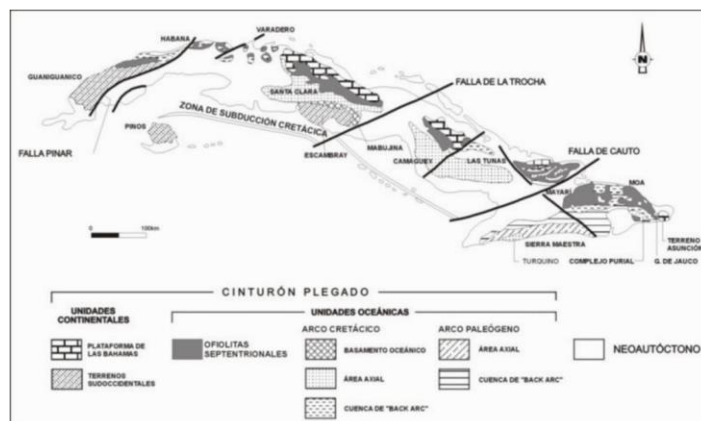 HABANA
VARADERO
GUANIGUANICO
FALLA PINAR
PINOS
SANTA CLARA
ZONA DE SUBDUCCIÓN CRETÁCICA
ESCAMBRAY
MABUJINA
FALLA DE LA TROCHA
CAMAGUEY
LAS TUNAS
FALLA DE CAUTO
MAYARÍ
MOA
SIERRA MAESTRA
TURQUINO
COMPLEJO PURIAL
G. DE JAUCO
TERRENO
ASUNCIÓN
N
0 100km
CINTURÓN PLEGADO
UNIDADES
CONTINENTALES
PLATAFORMA DE
LAS BAHAMAS
TERRENOS
SUDOCCIDENTALES
UNIDADES OCEÁNICAS
OFIOLITAS
SEPTENTRIONALES
ARCO CRETÁCICO
BASAMENTO OCEÁNICO
ÁREA AXIAL
CUENCA DE "BACK ARC"
ARCO PALEÓGENO
ÁREA AXIAL
CUENCA DE "BACK ARC"
NEOAUTÓCTONO